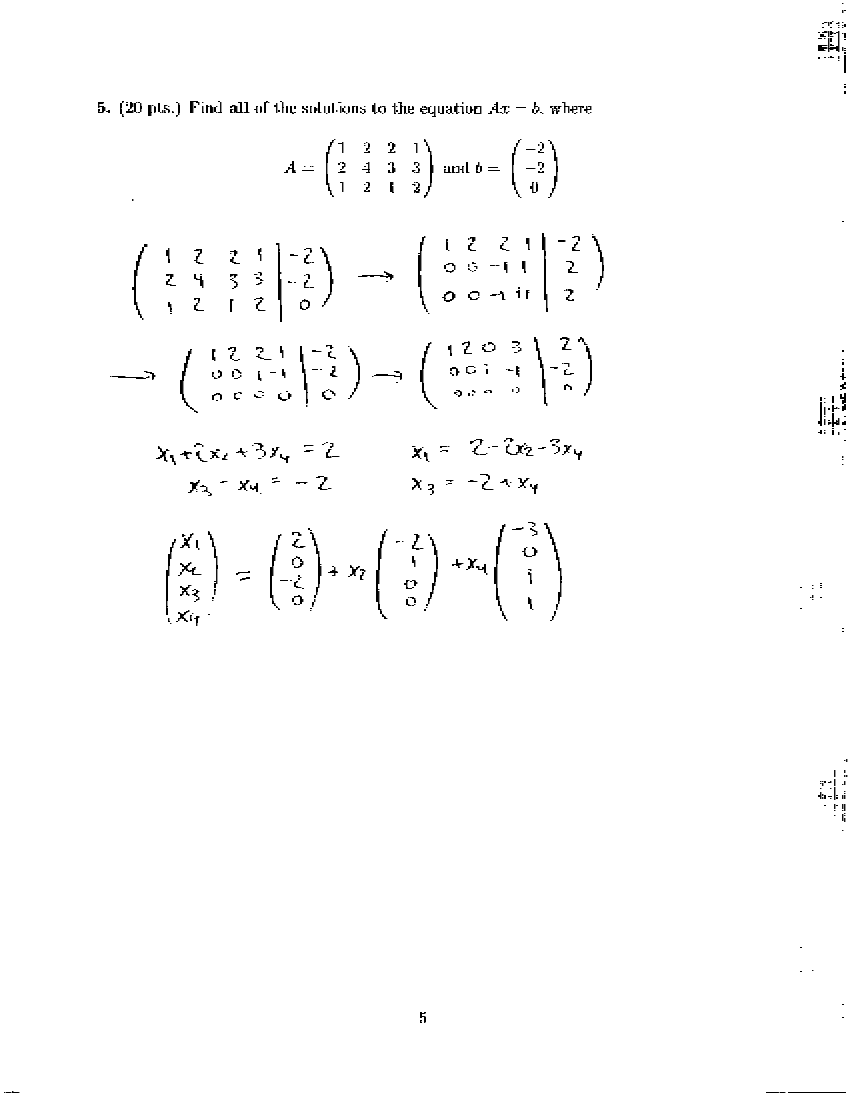 5. (20 pts.) Find all of the solutions to the equation Ax = b, where
A = ( 1 2 2 1 ; 2 4 3 3 ; 1 2 1 2 ) and b = ( -2 ; -2 ; 0 )
( 1 2 2 1 | -2 ; 2 4 3 3 | -2 ; 1 2 1 2 | 0 ) → ( 1 2 2 1 | -2 ; 0 0 -1 1 | 2 ; 0 0 -1 1 | 2 )
→ ( 1 2 2 1 | -2 ; 0 0 1 -1 | -2 ; 0 0 0 0 | 0 ) → ( 1 2 0 3 | 2 ; 0 0 1 -1 | -2 ; 0 0 0 0 | 0 )
x₁ + 2x₂ + 3x₄ = 2 x₁ = 2 - 2x₂ - 3x₄
x₃ - x₄ = -2 x₃ = -2 + x₄
( x₁ ; x₂ ; x₃ ; x₄ ) = ( 2 ; 0 ; -2 ; 0 ) + x₂ ( -2 ; 1 ; 0 ; 0 ) + x₄ ( -3 ; 0 ; 1 ; 1 )
5